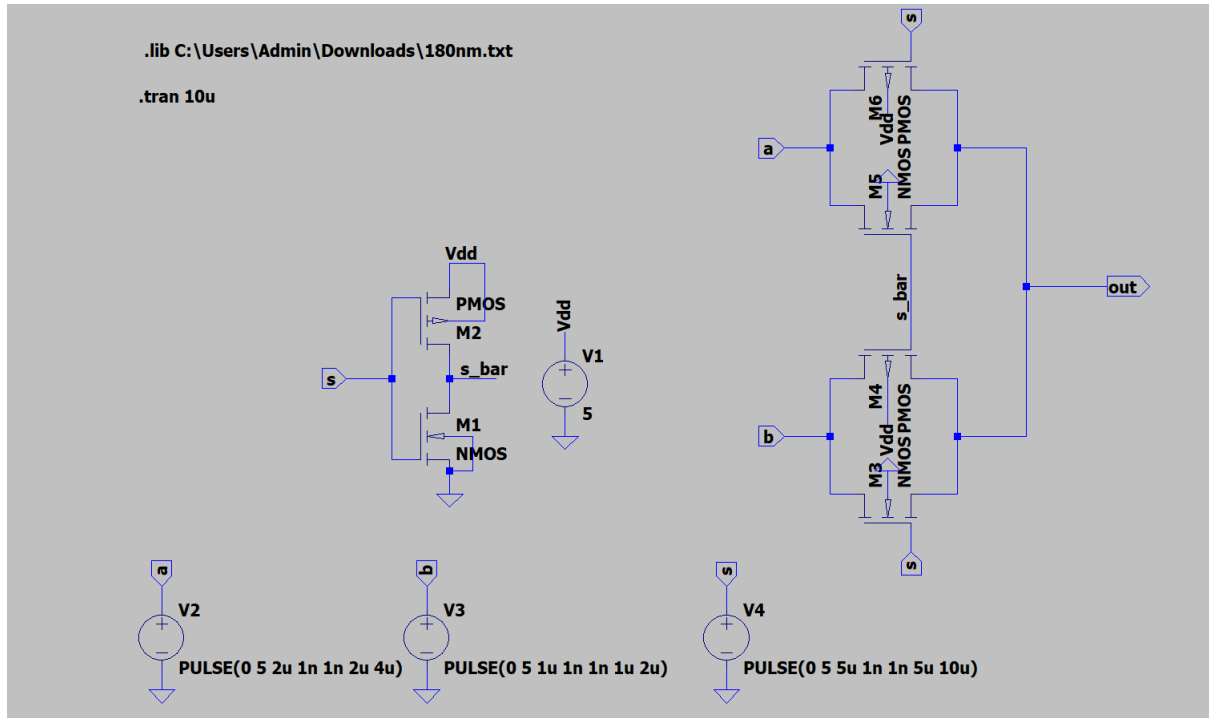 .lib C:\Users\Admin\Downloads\180nm.txt
.tran 10u
s
M6
Vdd
PMOS
a
M5
NMOS
Vdd
PMOS
M2
s
s_bar
M1
NMOS
Vdd
V1
5
s_bar
out
M4
Vdd
PMOS
b
M3
NMOS
s
a
V2
PULSE(0 5 2u 1n 1n 2u 4u)
b
V3
PULSE(0 5 1u 1n 1n 1u 2u)
s
V4
PULSE(0 5 5u 1n 1n 5u 10u)